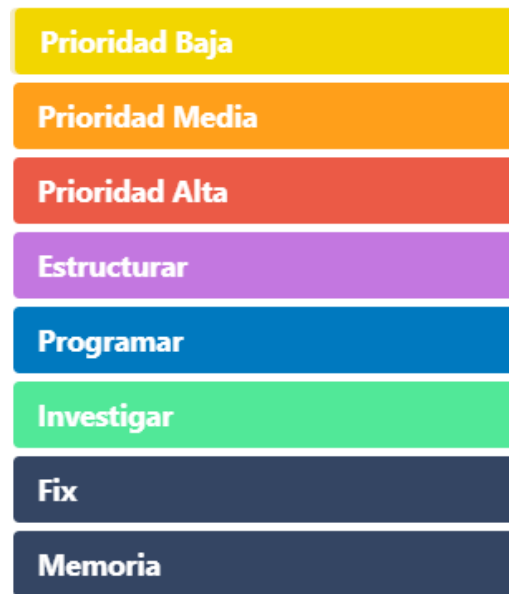 Prioridad Baja
Prioridad Media
Prioridad Alta
Estructurar
Programar
Investigar
Fix
Memoria